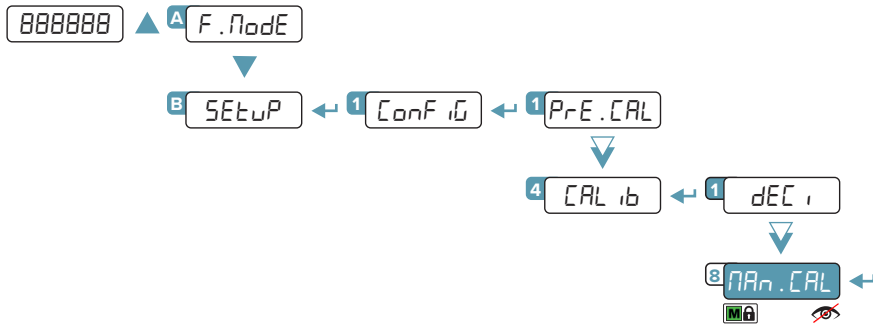 888888 A F.ModE
B SEtuP 1 ConFiG 1 PrE.CAL
4 CALib 1 dECi
8 MAn.CAL
M